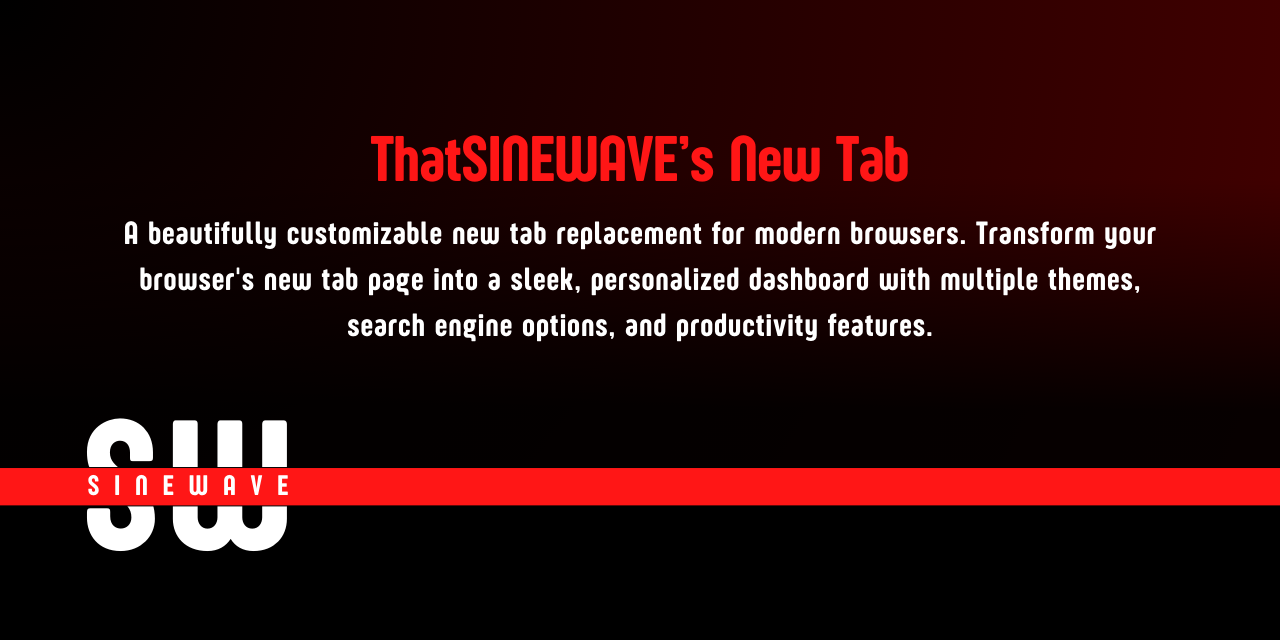 ThatSINEWAVE’s New Tab
A beautifully customizable new tab replacement for modern browsers. Transform your
browser's new tab page into a sleek, personalized dashboard with multiple themes,
search engine options, and productivity features.
SW
SINEWAVE